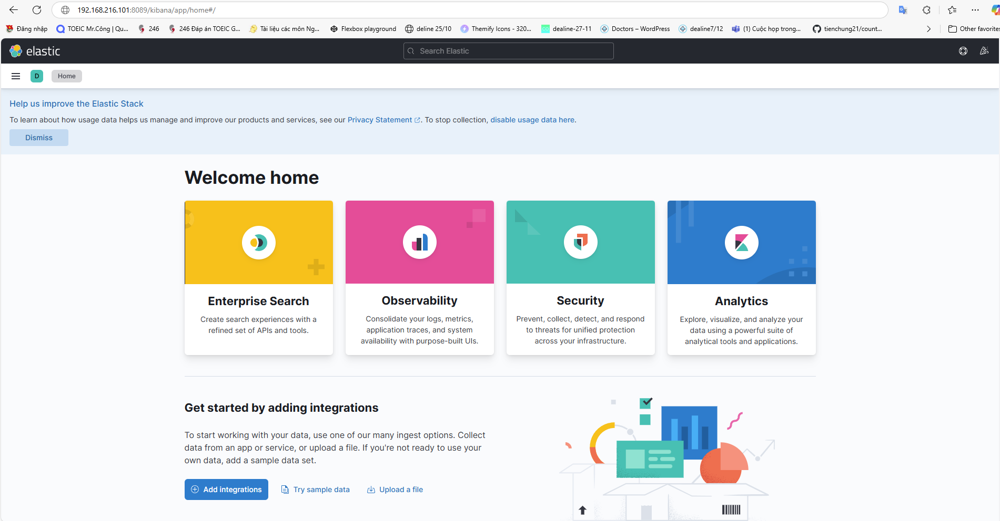 192.168.216.101:8089/kibana/app/home#/
Đăng nhập TOEIC Mr.Công | Qu... 246 246 Đáp án TOEIC G... Tài liệu các môn Ng... Flexbox playground deline 25/10 Themify Icons - 320... dealine-27-11 Doctors – WordPress dealine7/12 (1) Cuộc họp trong... tienchung21/count... Other favorites
elastic
Search Elastic
D Home
Help us improve the Elastic Stack
To learn about how usage data helps us manage and improve our products and services, see our Privacy Statement. To stop collection, disable usage data here.
Dismiss
Welcome home
Enterprise Search
Create search experiences with a
refined set of APIs and tools.
Observability
Consolidate your logs, metrics,
application traces, and system
availability with purpose-built UIs.
Security
Prevent, collect, detect, and respond
to threats for unified protection
across your infrastructure.
Analytics
Explore, visualize, and analyze your
data using a powerful suite of
analytical tools and applications.
Get started by adding integrations
To start working with your data, use one of our many ingest options. Collect
data from an app or service, or upload a file. If you're not ready to use your
own data, add a sample data set.
Add integrations Try sample data Upload a file